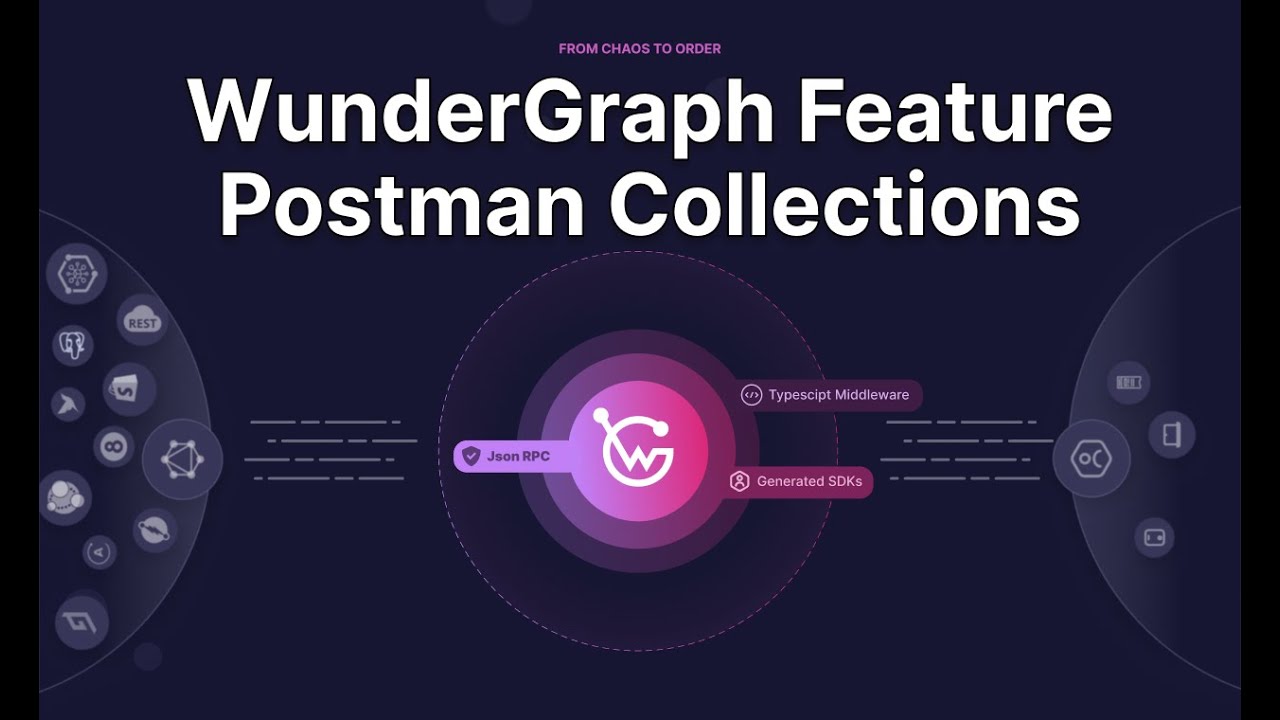 FROM CHAOS TO ORDER
WunderGraph Feature
Postman Collections
REST
Typescipt Middleware
Json RPC
Generated SDKs